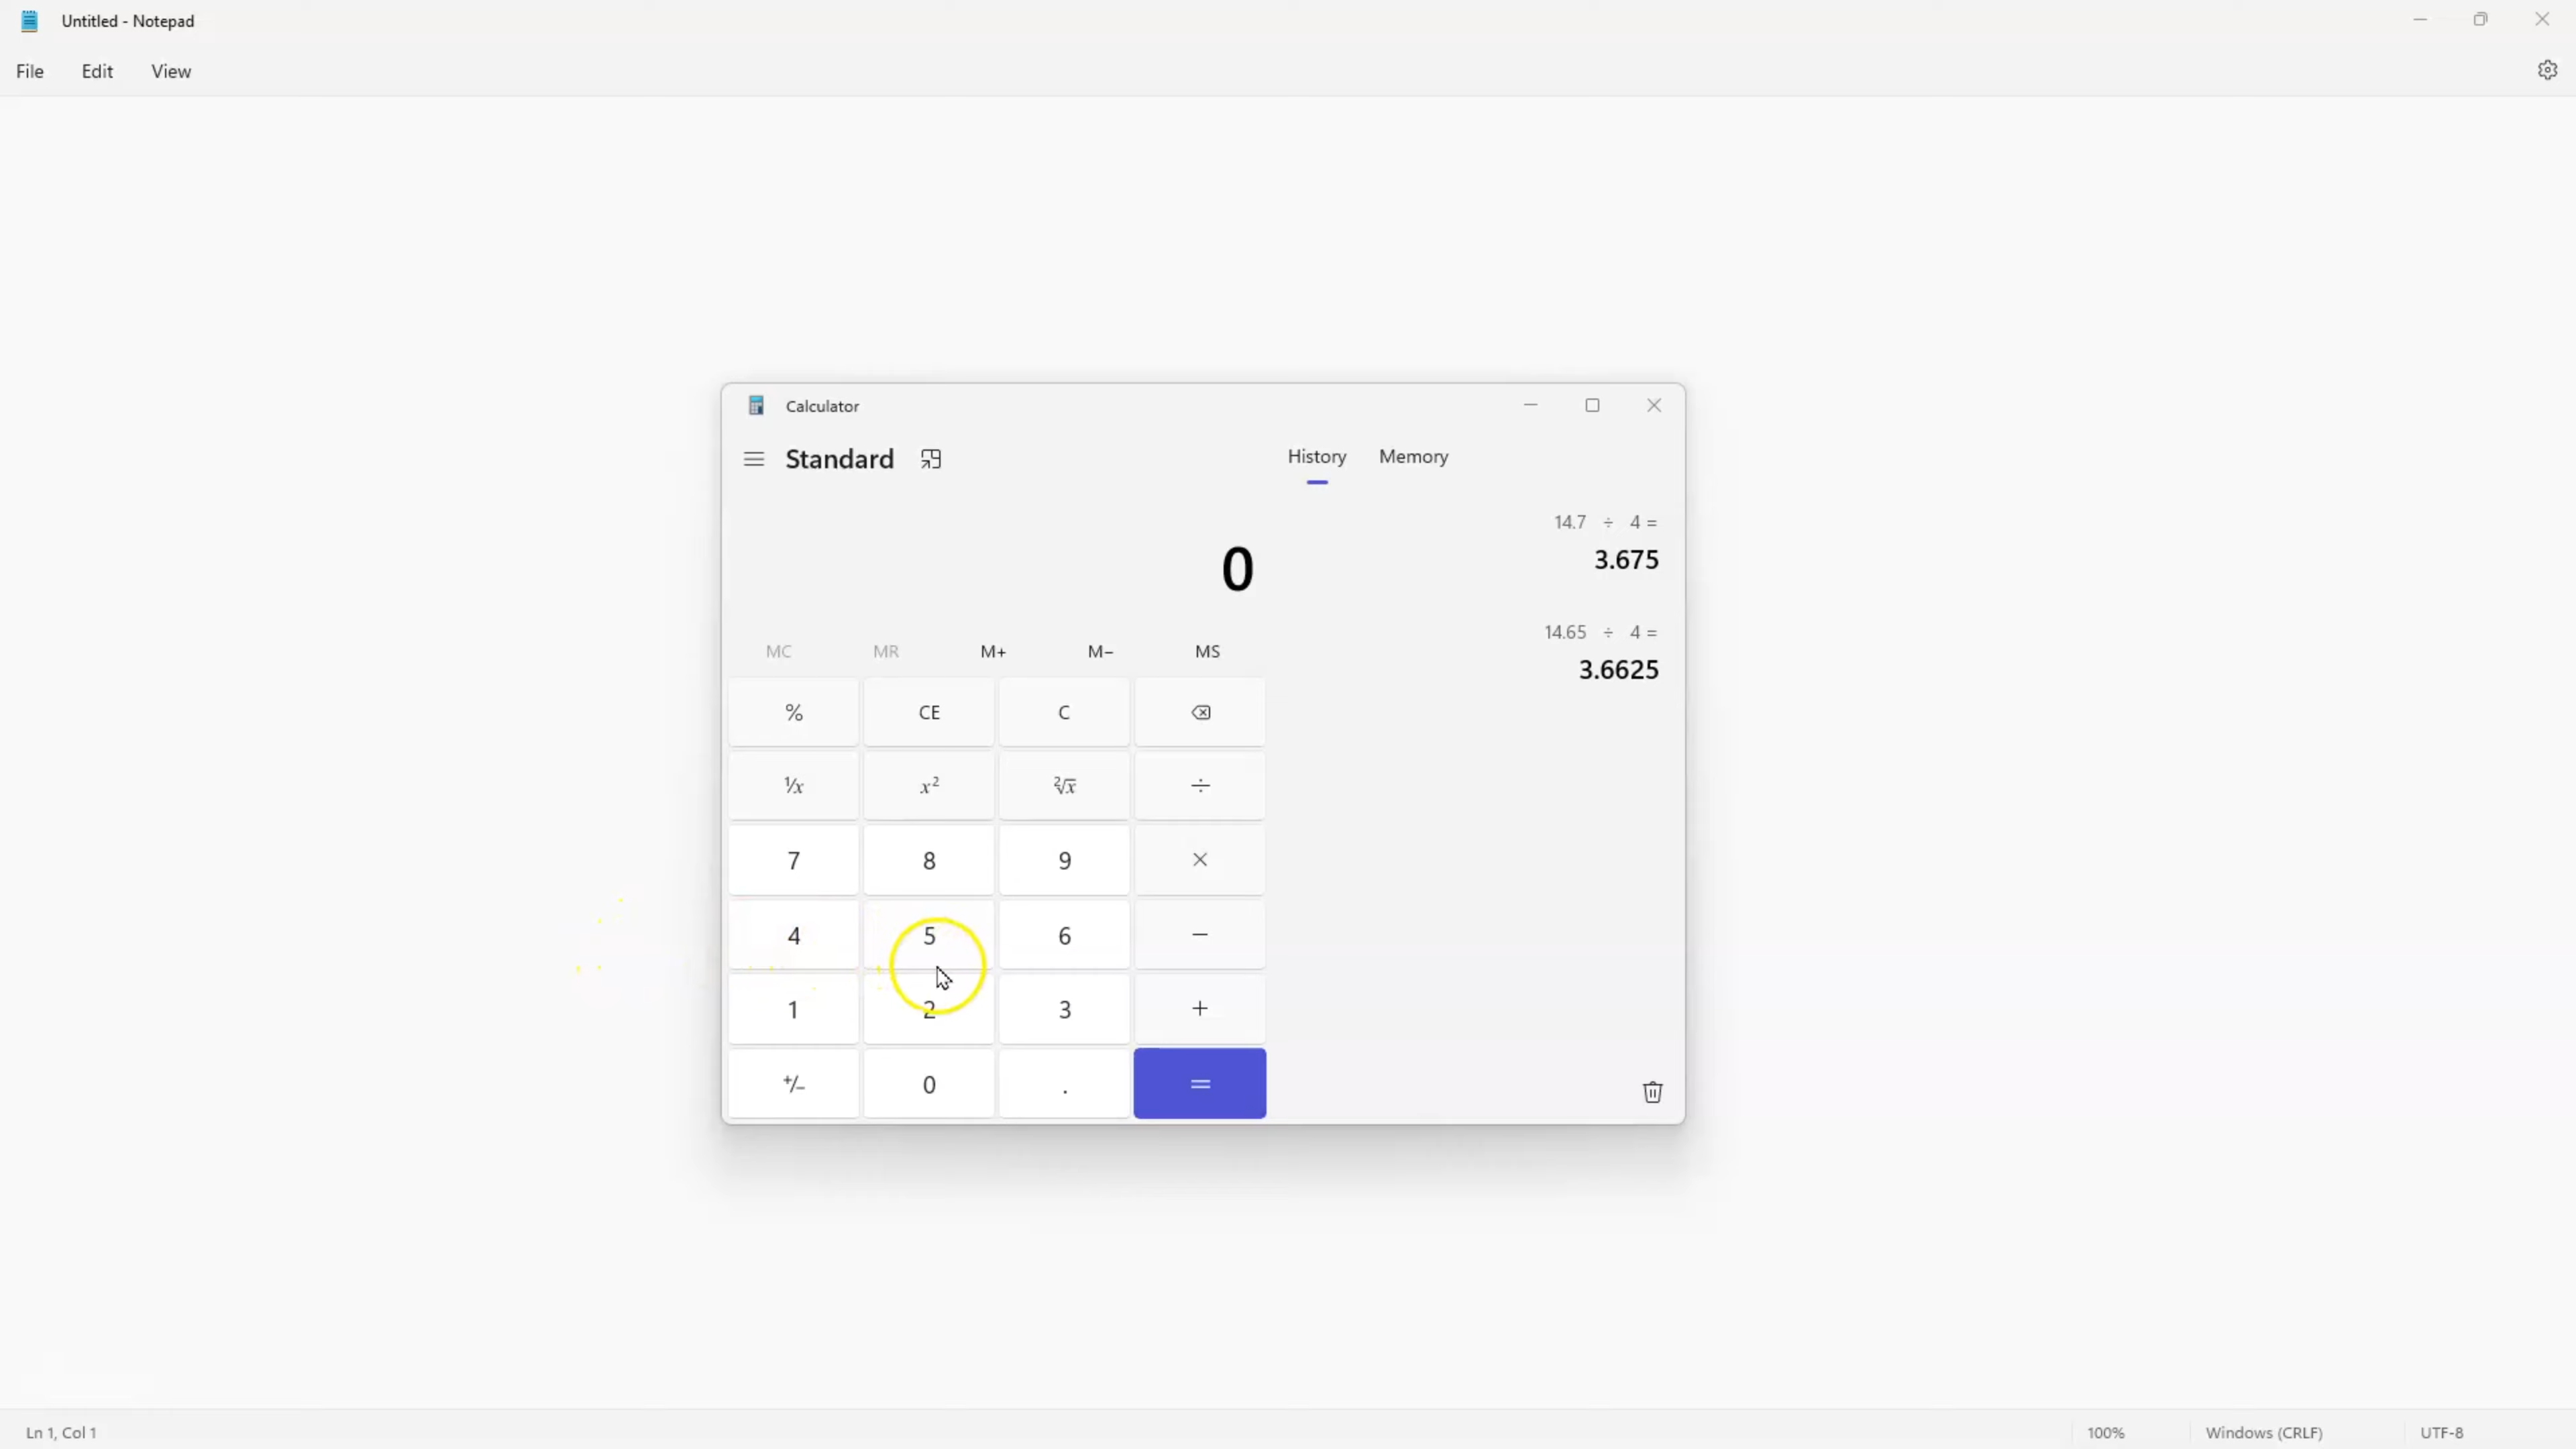 Untitled - Notepad
File Edit View
Calculator
Standard
History Memory
0
14.7 ÷ 4 =
3.675
14.65 ÷ 4 =
3.6625
MC MR M+ M− MS
% CE C
⅟x x² ²√x ÷
7 8 9 ×
4 5 6 −
1 2 3 +
+/− 0 . =
Ln 1, Col 1 100% Windows (CRLF) UTF-8